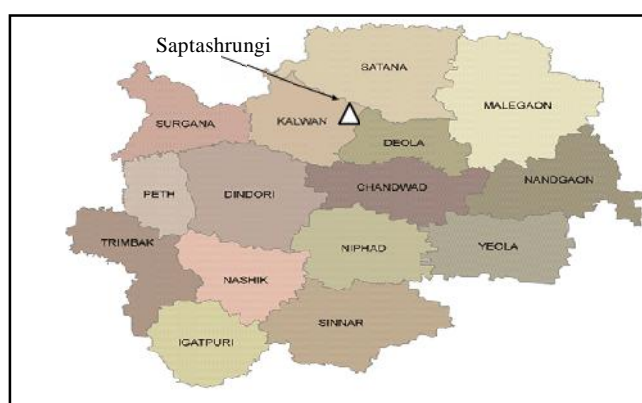 Saptashrungi
SATANA
MALEGAON
SURGANA
KALWAN
DEOLA
PETH
DINDORI
CHANDWAD
NANDGAON
TRIMBAK
NIPHAD
YEOLA
NASHIK
SINNAR
IGATPURI